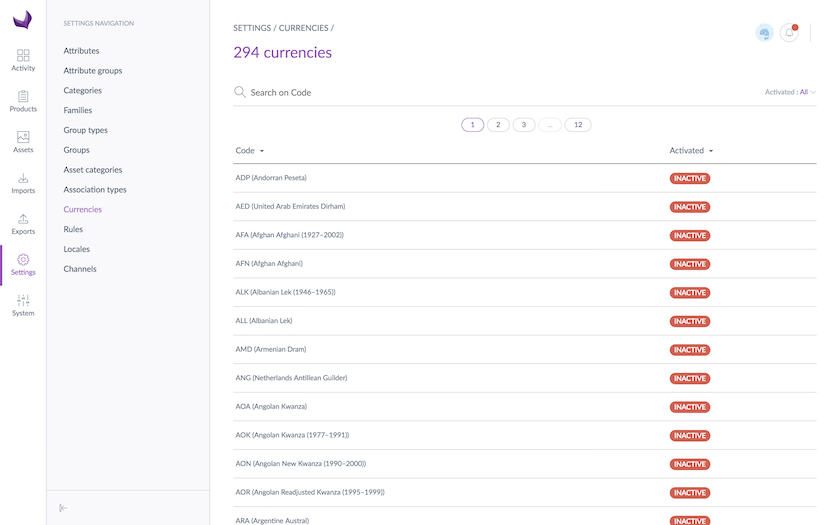 Activity
Products
Assets
Imports
Exports
Settings
System
SETTINGS NAVIGATION
Attributes
Attribute groups
Categories
Families
Group types
Groups
Asset categories
Association types
Currencies
Rules
Locales
Channels
SETTINGS / CURRENCIES /
294 currencies
Search on Code
Activated : All
1 2 3 ... 12
Code Activated
ADP (Andorran Peseta) INACTIVE
AED (United Arab Emirates Dirham) INACTIVE
AFA (Afghan Afghani (1927–2002)) INACTIVE
AFN (Afghan Afghani) INACTIVE
ALK (Albanian Lek (1946–1965)) INACTIVE
ALL (Albanian Lek) INACTIVE
AMD (Armenian Dram) INACTIVE
ANG (Netherlands Antillean Guilder) INACTIVE
AOA (Angolan Kwanza) INACTIVE
AOK (Angolan Kwanza (1977–1991)) INACTIVE
AON (Angolan New Kwanza (1990–2000)) INACTIVE
AOR (Angolan Readjusted Kwanza (1995–1999)) INACTIVE
ARA (Argentine Austral) INACTIVE